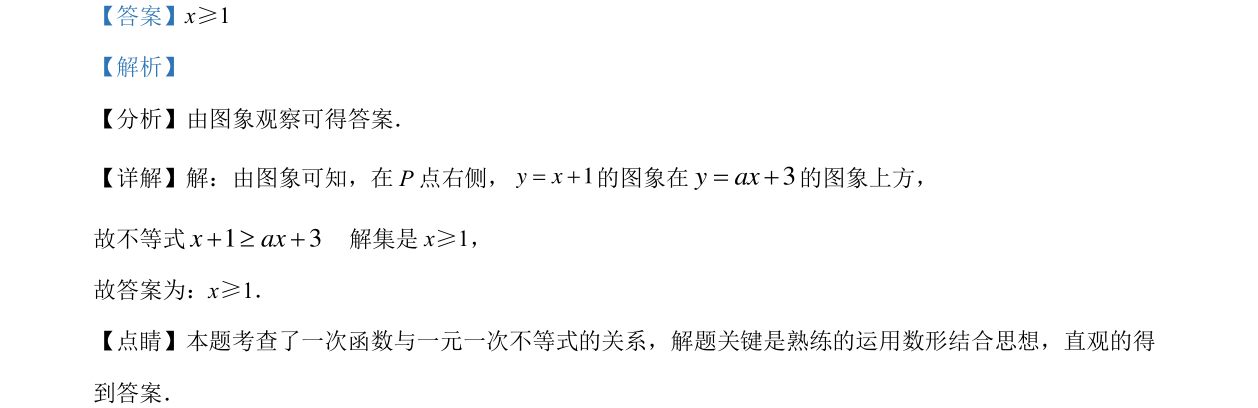 【答案】x≥1
【解析】
【分析】由图象观察可得答案．
【详解】解：由图象可知，在 P 点右侧， y=x+1的图象在 y=ax+3的图象上方，
故不等式 x+1≥ax+3 解集是 x≥1，
故答案为：x≥1．
【点睛】本题考查了一次函数与一元一次不等式的关系，解题关键是熟练的运用数形结合思想，直观的得
到答案．